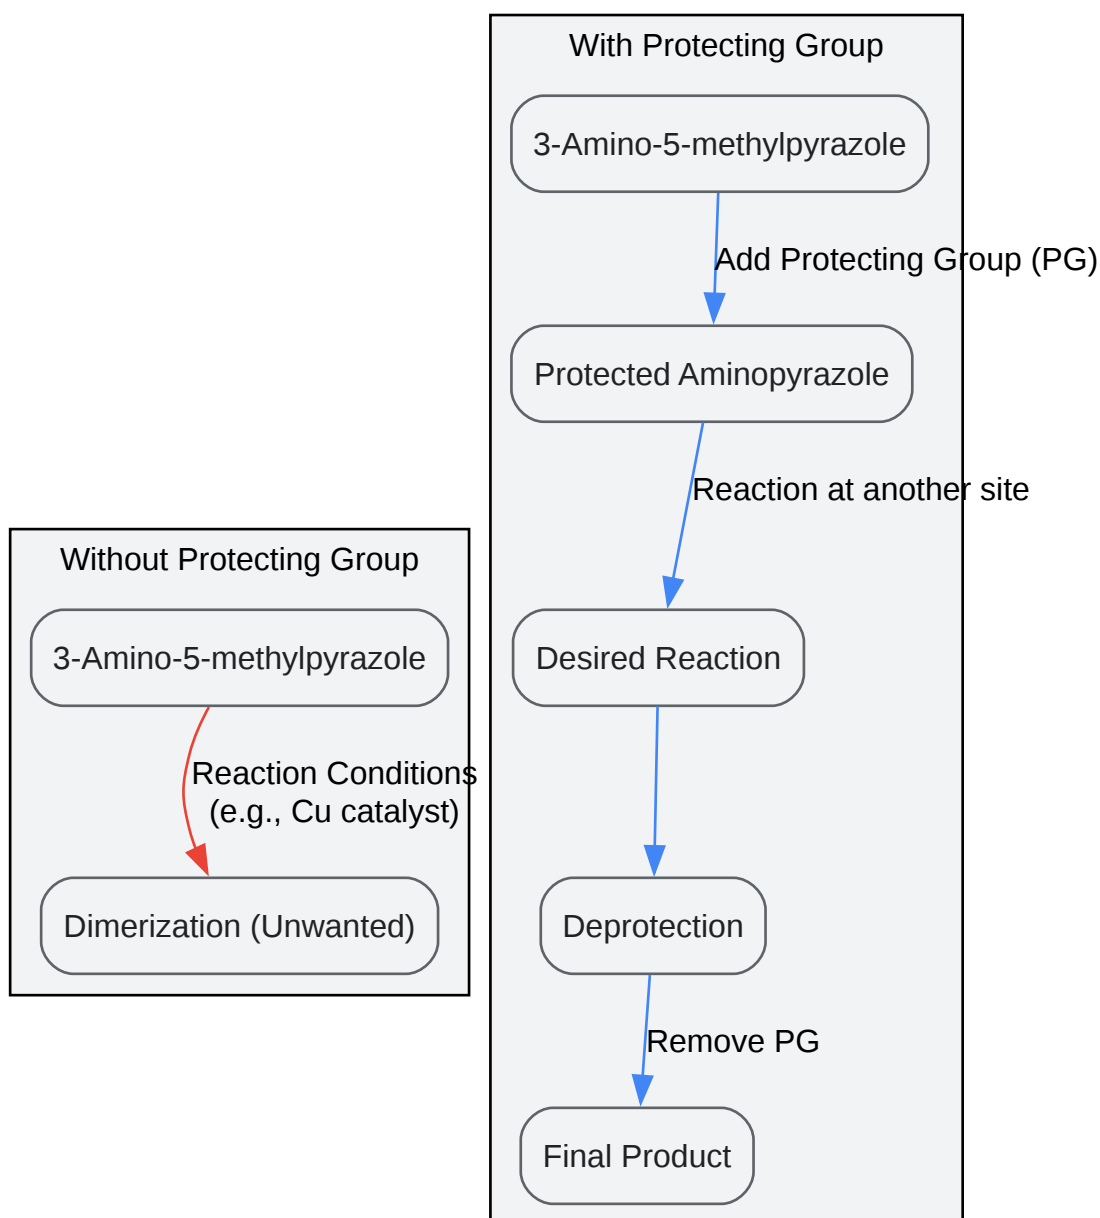 With Protecting Group
3-Amino-5-methylpyrazole
Add Protecting Group (PG)
Protected Aminopyrazole
Reaction at another site
Desired Reaction
Deprotection
Remove PG
Final Product
Without Protecting Group
3-Amino-5-methylpyrazole
Reaction Conditions
(e.g., Cu catalyst)
Dimerization (Unwanted)